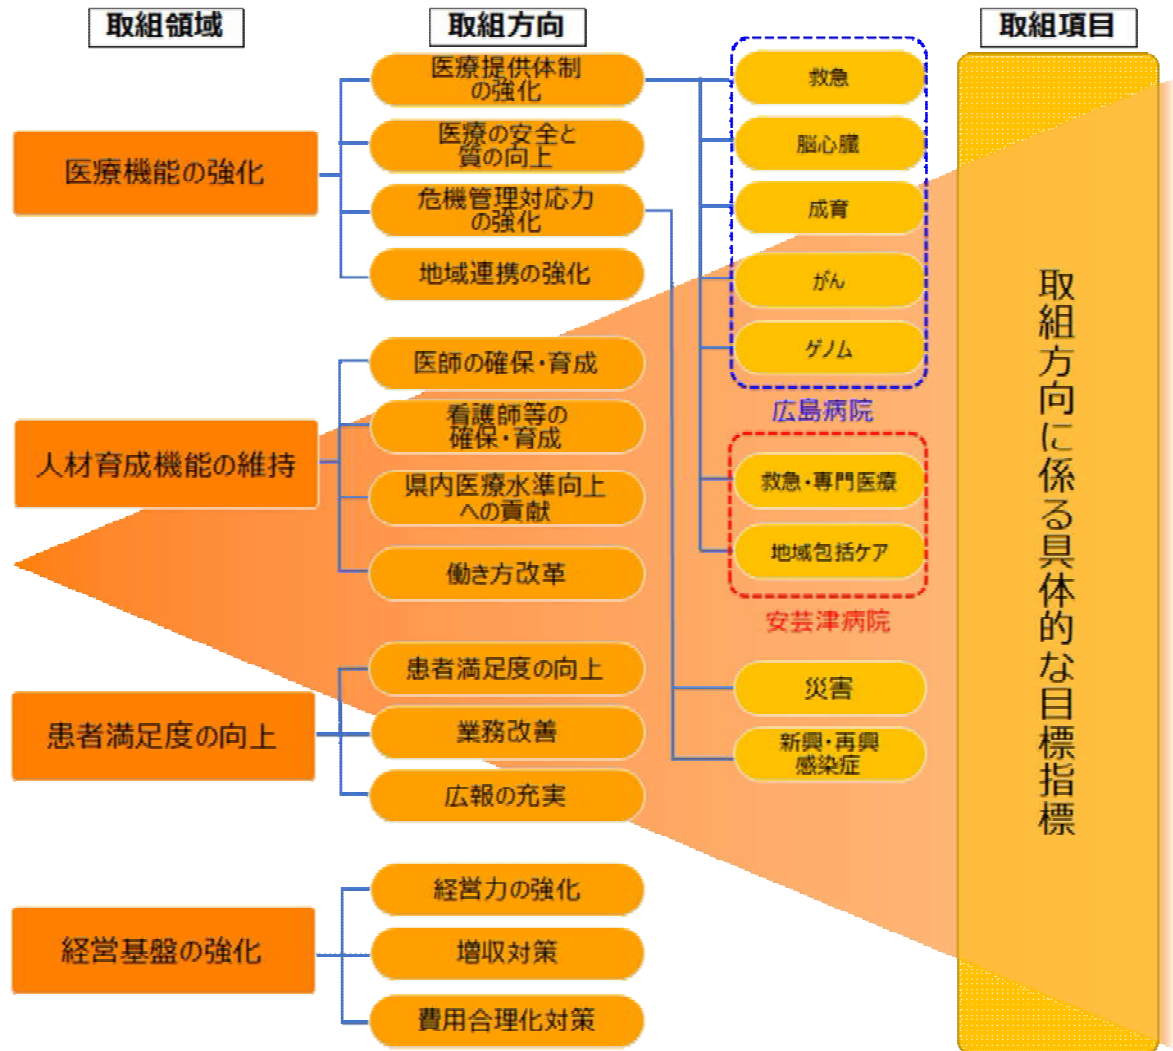 取組領域
取組方向
取組項目
医療機能の強化
医療提供体制
の強化
医療の安全と
質の向上
危機管理対応力
の強化
地域連携の強化
救急
脳心臓
成育
がん
ゲノム
広島病院
救急・専門医療
地域包括ケア
安芸津病院
災害
新興・再興
感染症
人材育成機能の維持
医師の確保・育成
看護師等の
確保・育成
県内医療水準向上
への貢献
働き方改革
患者満足度の向上
患者満足度の向上
業務改善
広報の充実
経営基盤の強化
経営力の強化
増収対策
費用合理化対策
取組方向に係る具体的な目標指標